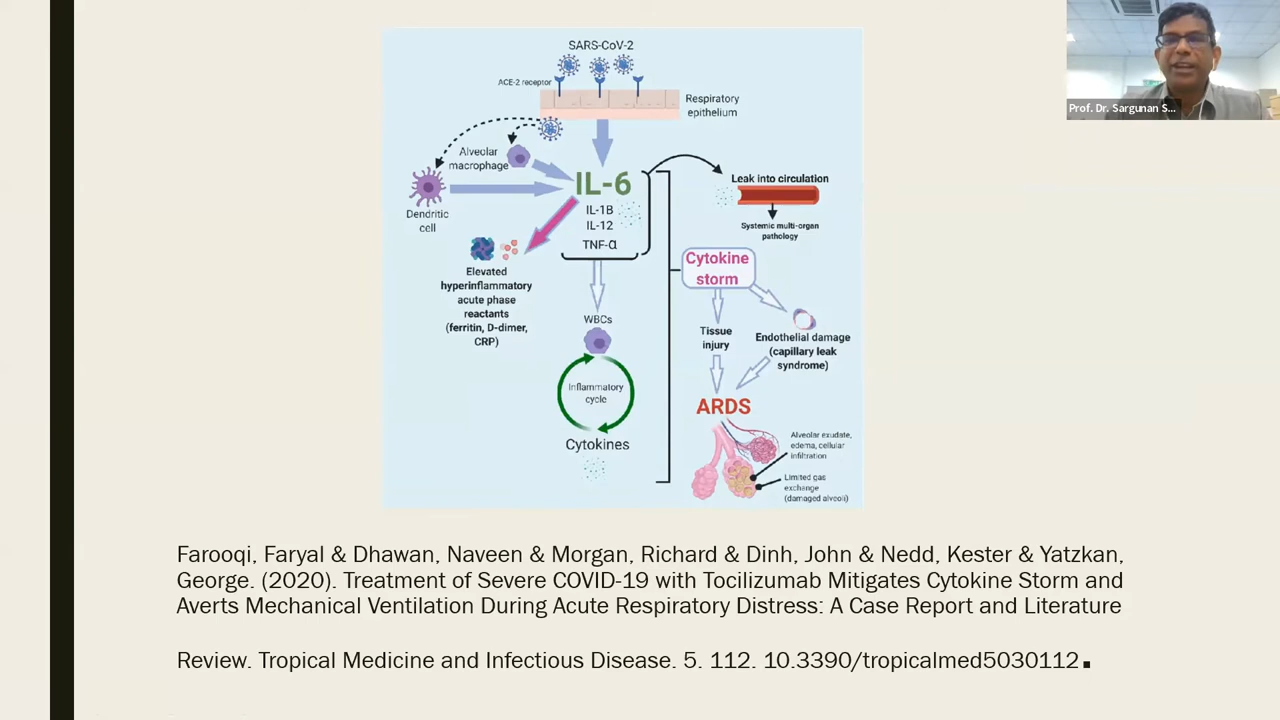 SARS-CoV-2
ACE-2 receptor
Respiratory
epithelium
Alveolar
macrophage
Dendritic
cell
IL-6
IL-1B
IL-12
TNF-α
Leak into circulation
Systemic multi-organ
pathology
Elevated
hyperinflammatory
acute phase
reactants
(ferritin, D-dimer,
CRP)
WBCs
Inflammatory
cycle
Cytokines
Cytokine
storm
Tissue
injury
Endothelial damage
(capillary leak
syndrome)
ARDS
Alveolar exudate,
edema, cellular
infiltration
Limited gas
exchange
(damaged alveoli)
Prof. Dr. Sargunan S...
Farooqi, Faryal & Dhawan, Naveen & Morgan, Richard & Dinh, John & Nedd, Kester & Yatzkan,
George. (2020). Treatment of Severe COVID-19 with Tocilizumab Mitigates Cytokine Storm and
Averts Mechanical Ventilation During Acute Respiratory Distress: A Case Report and Literature
Review. Tropical Medicine and Infectious Disease. 5. 112. 10.3390/tropicalmed5030112.